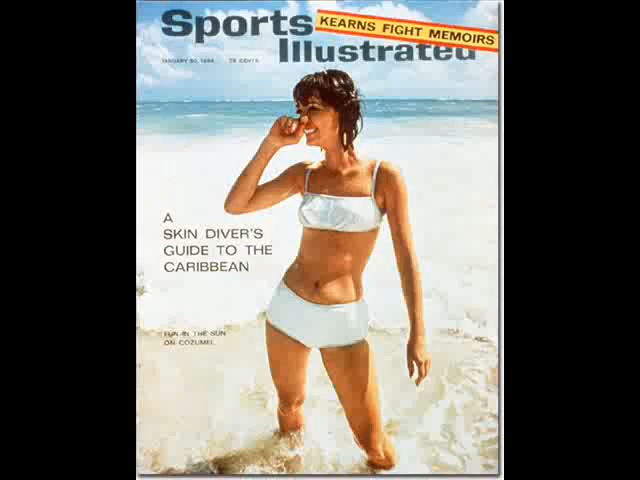 Sports
Illustrated
KEARNS FIGHT MEMOIRS
JANUARY 20, 1964 25 CENTS
A
SKIN DIVER'S
GUIDE TO THE
CARIBBEAN
FUN IN THE SUN
ON COZUMEL